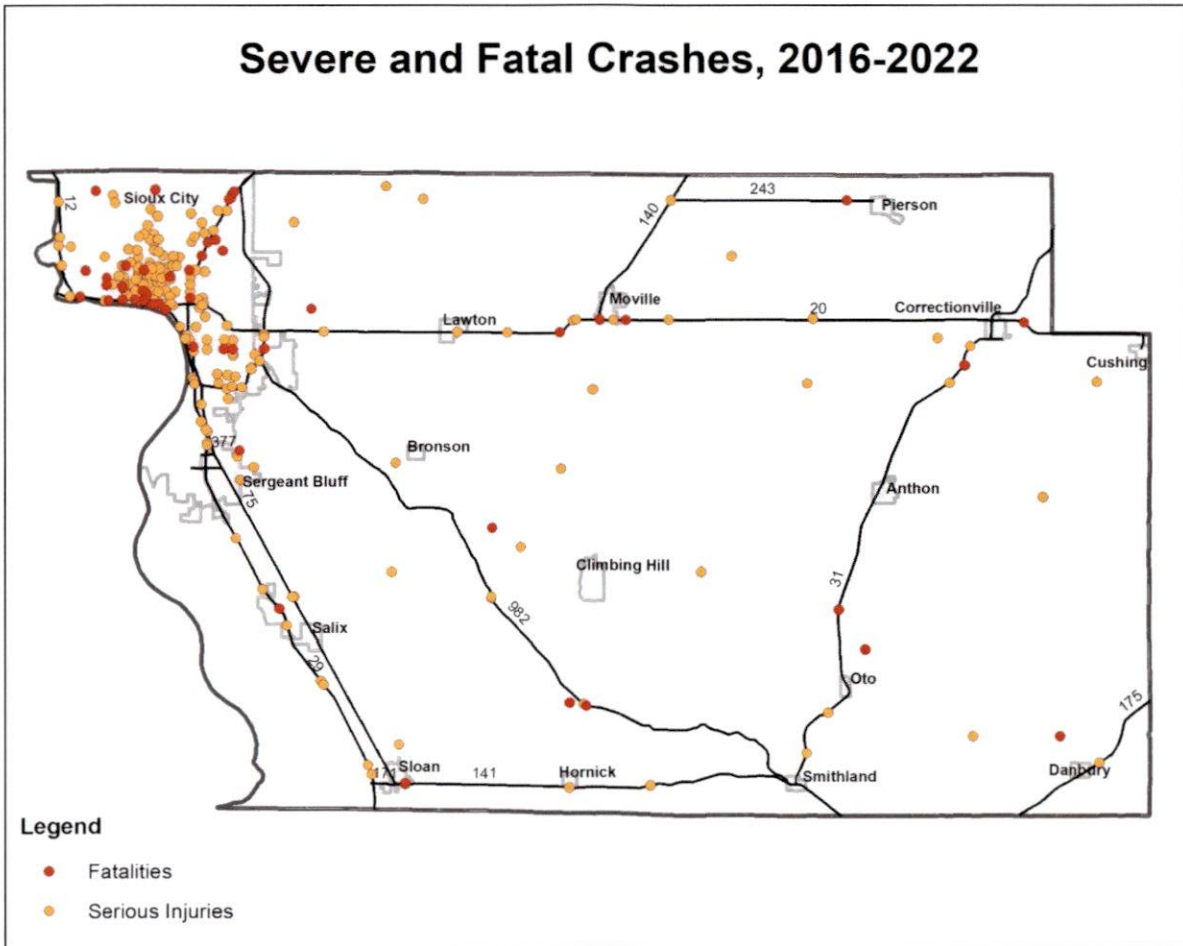 Severe and Fatal Crashes, 2016-2022
12
Sioux City
243
140
Pierson
Moville
20
Correctionville
Lawton
Cushing
377
Bronson
Sergeant Bluff
75
Anthon
Climbing Hill
982
31
Salix
29
Oto
175
171
Sloan
141
Hornick
Smithland
Danbury
Legend
Fatalities
Serious Injuries